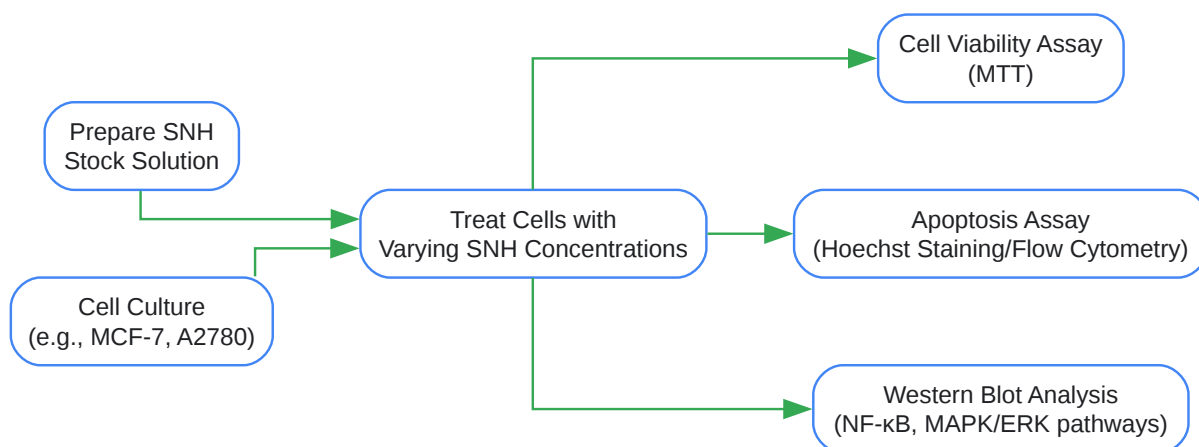 Prepare SNH
Stock Solution
Cell Culture
(e.g., MCF-7, A2780)
Treat Cells with
Varying SNH Concentrations
Cell Viability Assay
(MTT)
Apoptosis Assay
(Hoechst Staining/Flow Cytometry)
Western Blot Analysis
(NF-κB, MAPK/ERK pathways)